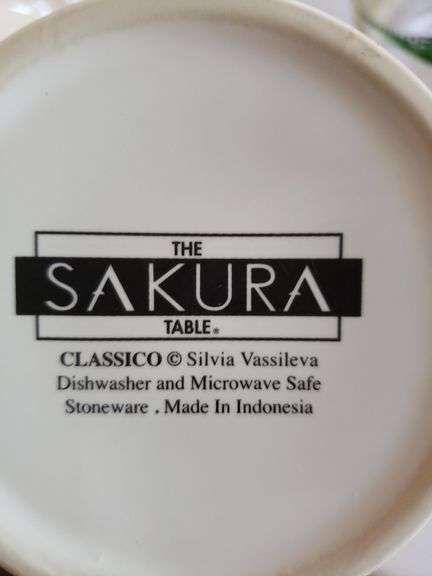 THE
SAKURA
TABLE®
CLASSICO © Silvia Vassileva
Dishwasher and Microwave Safe
Stoneware . Made In Indonesia